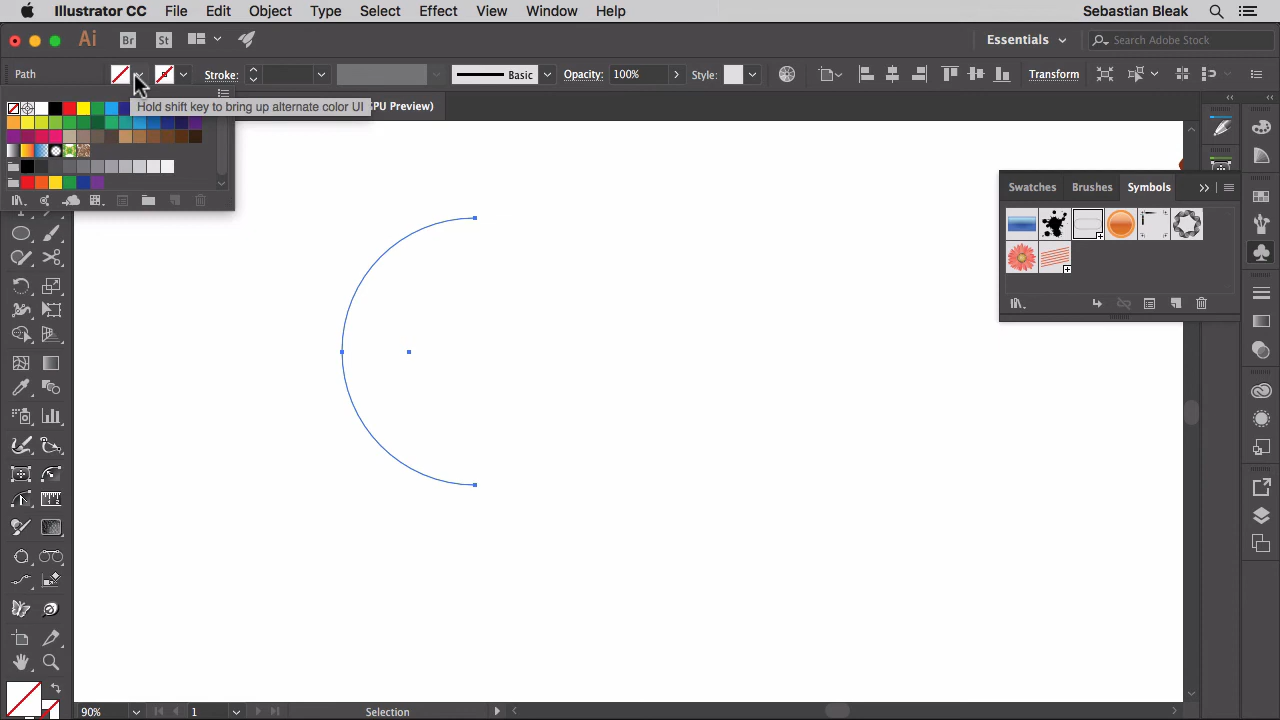 Illustrator CC File Edit Object Type Select Effect View Window Help Sebastian Bleak
Ai Br St Essentials Search Adobe Stock
Path Stroke: Basic Opacity: 100% Style: Transform
Hold shift key to bring up alternate color UI
GPU Preview)
Swatches Brushes Symbols
90% 1 Selection